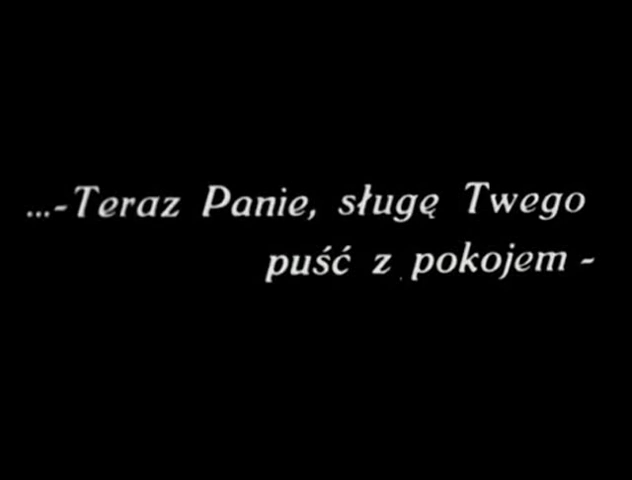 ...-Teraz Panie, sługę Twego
puść z pokojem -